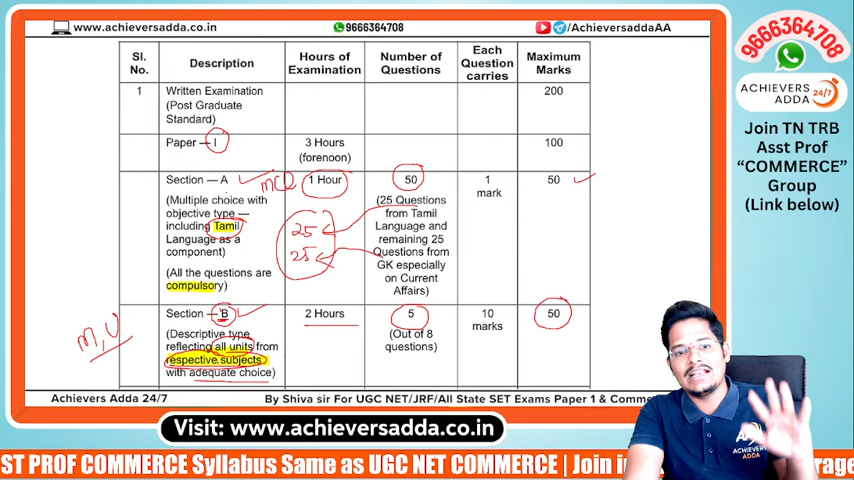 www.achieversadda.co.in
9666364708
/AchieversaddaAA
Sl. No.
Description
Hours of Examination
Number of Questions
Each Question carries
Maximum Marks
1
Written Examination
(Post Graduate
Standard)
200
Paper — I
3 Hours
(forenoon)
100
Section — A
MCQ
1 Hour
50
1
mark
50
(Multiple choice with
objective type —
including Tamil
Language as a
component)
(All the questions are
compulsory)
25
25
(25 Questions
from Tamil
Language and
remaining 25
Questions from
GK especially
on Current
Affairs)
Section — B
2 Hours
5
10
marks
50
(Descriptive type
reflecting all units from
respective subjects
with adequate choice)
(Out of 8
questions)
M, U
Achievers Adda 24/7
By Shiva sir For UGC NET/JRF/All State SET Exams Paper 1 &
Visit: www.achieversadda.co.in
9666364708
ACHIEVERS
ADDA 24/7
Join TN TRB
Asst Prof
“COMMERCE”
Group
(Link below)
ACHIEVERS
ADDA
ST PROF COMMERCE Syllabus Same as UGC NET COMMERCE | Join